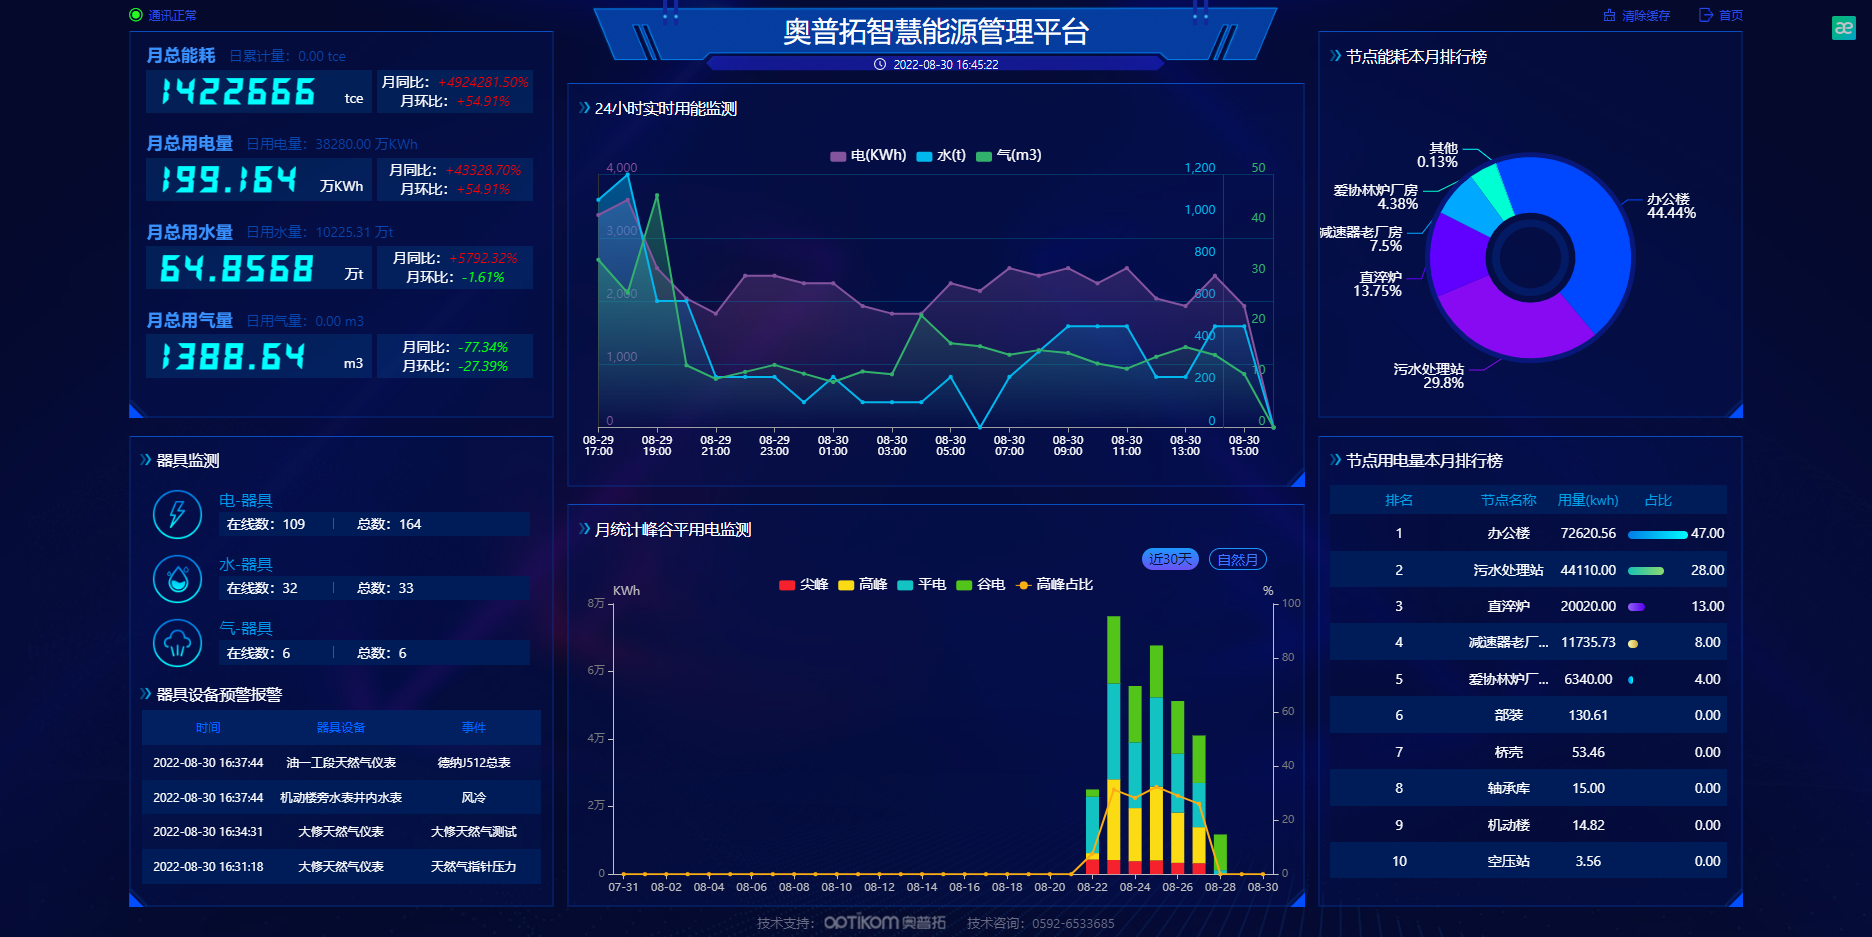 通讯正常
奥普拓智慧能源管理平台
2022-08-30 16:45:22
清除缓存
首页
æ
月总能耗 日累计量：0.00 tce
1422666 tce
月同比：+4924281.50%
月环比：+54.91%
月总用电量 日用电量：38280.00 万KWh
199.164 万KWh
月同比：+43328.70%
月环比：+54.91%
月总用水量 日用水量：10225.31 万t
64.8568 万t
月同比：+5792.32%
月环比：-1.61%
月总用气量 日用气量：0.00 m3
1388.64 m3
月同比：-77.34%
月环比：-27.39%
器具监测
电-器具
在线数：109 总数：164
水-器具
在线数：32 总数：33
气-器具
在线数：6 总数：6
器具设备预警报警
时间 器具设备 事件
2022-08-30 16:37:44 油一工段天然气仪表 德纳J512总表
2022-08-30 16:37:44 机动楼旁水表井内水表 风冷
2022-08-30 16:34:31 大修天然气仪表 大修天然气测试
2022-08-30 16:31:18 大修天然气仪表 天然气指针压力
24小时实时用能监测
电(KWh) 水(t) 气(m3)
4,000 1,200 50
1,000 40
3,000
800
30
2,000 600
20
400
1,000 10
200
0 0 0
08-29 08-29 08-29 08-29 08-30 08-30 08-30 08-30 08-30 08-30 08-30 08-30
17:00 19:00 21:00 23:00 01:00 03:00 05:00 07:00 09:00 11:00 13:00 15:00
月统计峰谷平用电监测
近30天 自然月
尖峰 高峰 平电 谷电 高峰占比
KWh %
8万 100
80
6万
60
4万
40
2万
20
0 0
07-31 08-02 08-04 08-06 08-08 08-10 08-12 08-14 08-16 08-18 08-20 08-22 08-24 08-26 08-28 08-30
节点能耗本月排行榜
其他
0.13%
爱协林炉厂房
4.38%
减速器老厂房
7.5%
直淬炉
13.75%
污水处理站
29.8%
办公楼
44.44%
节点用电量本月排行榜
排名 节点名称 用量(kwh) 占比
1 办公楼 72620.56 47.00
2 污水处理站 44110.00 28.00
3 直淬炉 20020.00 13.00
4 减速器老厂... 11735.73 8.00
5 爱协林炉厂... 6340.00 4.00
6 部装 130.61 0.00
7 桥壳 53.46 0.00
8 轴承库 15.00 0.00
9 机动楼 14.82 0.00
10 空压站 3.56 0.00
技术支持： OPTIKOM 奥普拓 技术咨询：0592-6533685